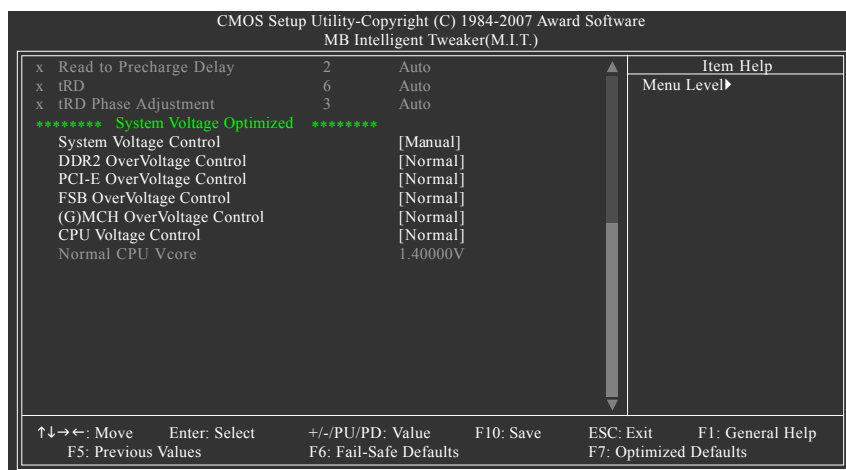 CMOS Setup Utility-Copyright (C) 1984-2007 Award Software
MB Intelligent Tweaker(M.I.T.)
x Read to Precharge Delay 2 Auto
x tRD 6 Auto
x tRD Phase Adjustment 3 Auto
******** System Voltage Optimized ********
System Voltage Control [Manual]
DDR2 OverVoltage Control [Normal]
PCI-E OverVoltage Control [Normal]
FSB OverVoltage Control [Normal]
(G)MCH OverVoltage Control [Normal]
CPU Voltage Control [Normal]
Normal CPU Vcore 1.40000V
Item Help
Menu Level▶
↑↓→←: Move Enter: Select +/-/PU/PD: Value F10: Save ESC: Exit F1: General Help
F5: Previous Values F6: Fail-Safe Defaults F7: Optimized Defaults